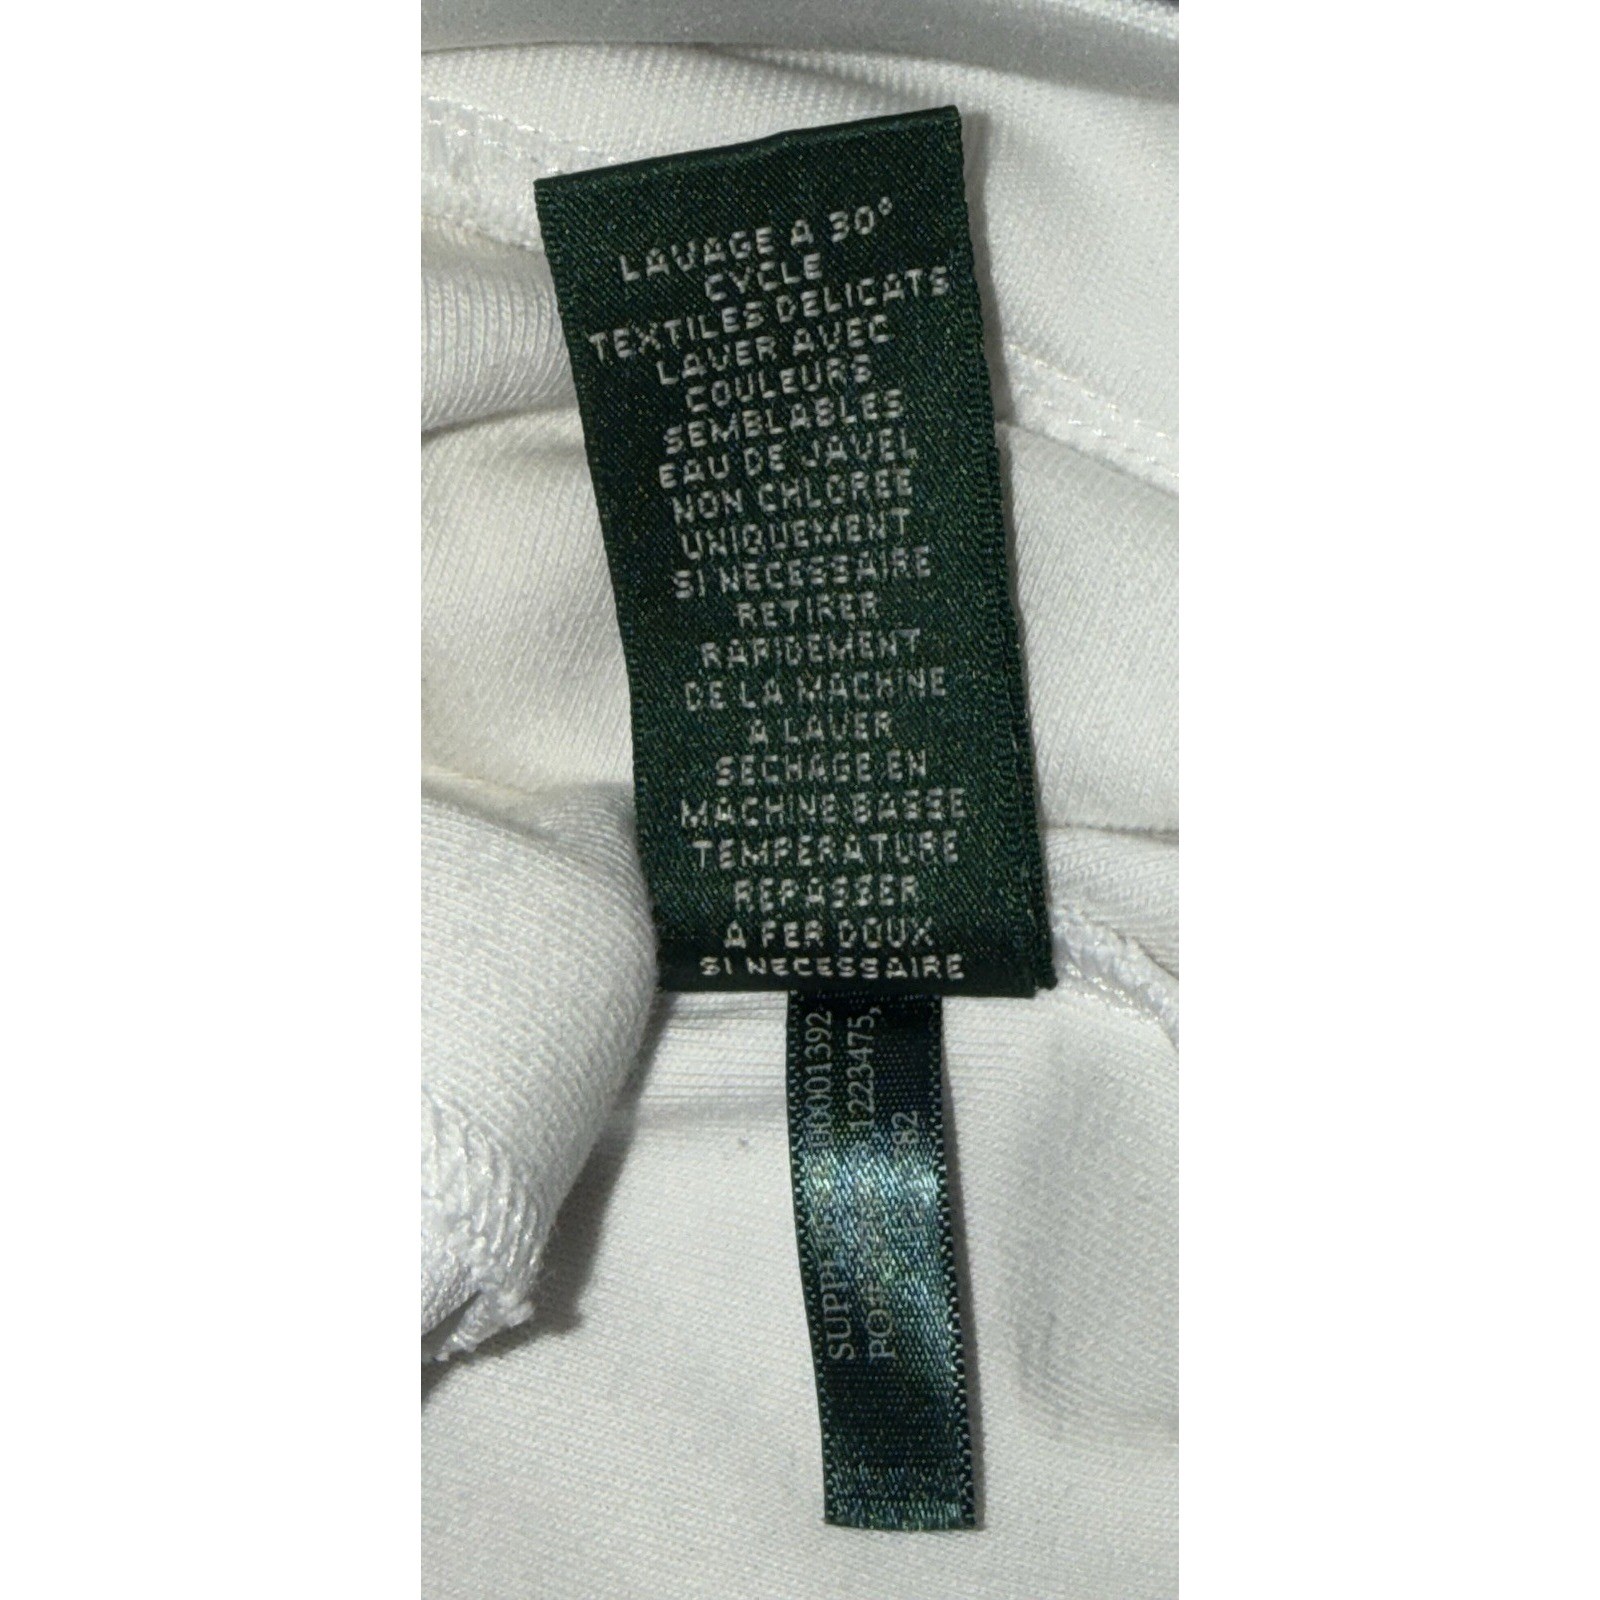 LAVAGE A 30°
CYCLE
TEXTILES DELICATS
LAVER AVEC
COULEURS
SEMBLABLES
EAU DE JAVEL
NON CHLOREE
UNIQUEMENT
SI NECESSAIRE
RETIRER
RAPIDEMENT
DE LA MACHINE
A LAVER
SECHAGE EN
MACHINE BASSE
TEMPERATURE
REPASSER
A FER DOUX
SI NECESSAIRE
1223475,